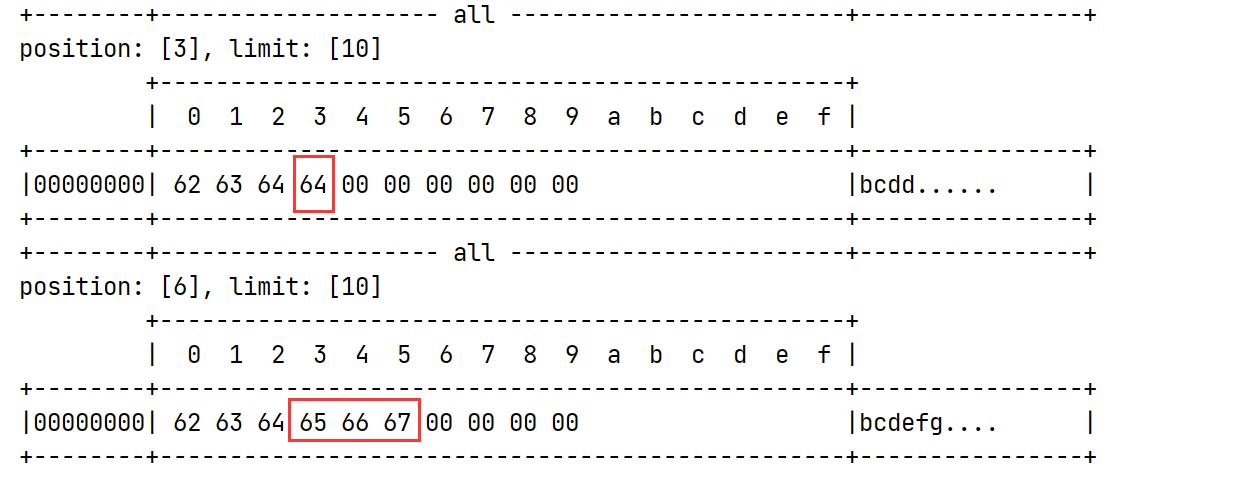 +--------+-------------------- all ------------------------+----------------+
position: [3], limit: [10]
         +-------------------------------------------------+
         |  0  1  2  3  4  5  6  7  8  9  a  b  c  d  e  f |
+--------+-------------------------------------------------+----------------+
|00000000| 62 63 64 64 00 00 00 00 00 00                   |bcdd......      |
+--------+-------------------------------------------------+----------------+
+--------+-------------------- all ------------------------+----------------+
position: [6], limit: [10]
         +-------------------------------------------------+
         |  0  1  2  3  4  5  6  7  8  9  a  b  c  d  e  f |
+--------+-------------------------------------------------+----------------+
|00000000| 62 63 64 65 66 67 00 00 00 00                   |bcdefg....      |
+--------+-------------------------------------------------+----------------+